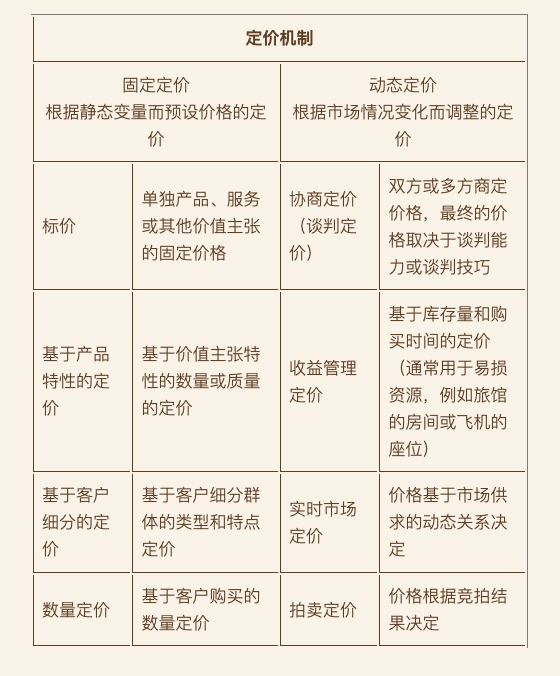 定价机制
固定定价
根据静态变量而预设价格的定
价
动态定价
根据市场情况变化而调整的定
价
标价
单独产品、服务
或其他价值主张
的固定价格
协商定价
（谈判定
价）
双方或多方商定
价格，最终的价
格取决于谈判能
力或谈判技巧
基于产品
特性的定
价
基于价值主张特
性的数量或质量
的定价
收益管理
定价
基于库存量和购
买时间的定价
（通常用于易损
资源，例如旅馆
的房间或飞机的
座位）
基于客户
细分的定
价
基于客户细分群
体的类型和特点
定价
实时市场
定价
价格基于市场供
求的动态关系决
定
数量定价
基于客户购买的
数量定价
拍卖定价
价格根据竞拍结
果决定